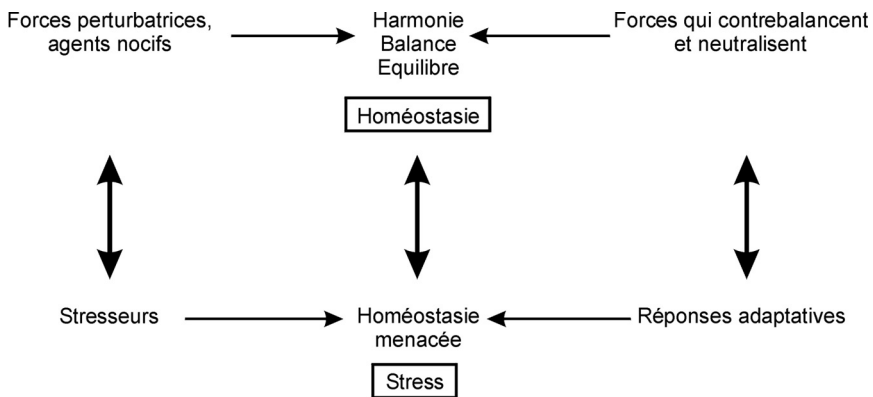 Forces perturbatrices,
agents nocifs
Harmonie
Balance
Equilibre
Forces qui contrebalancent
et neutralisent
Homéostasie
Stresseurs
Homéostasie
menacée
Réponses adaptatives
Stress